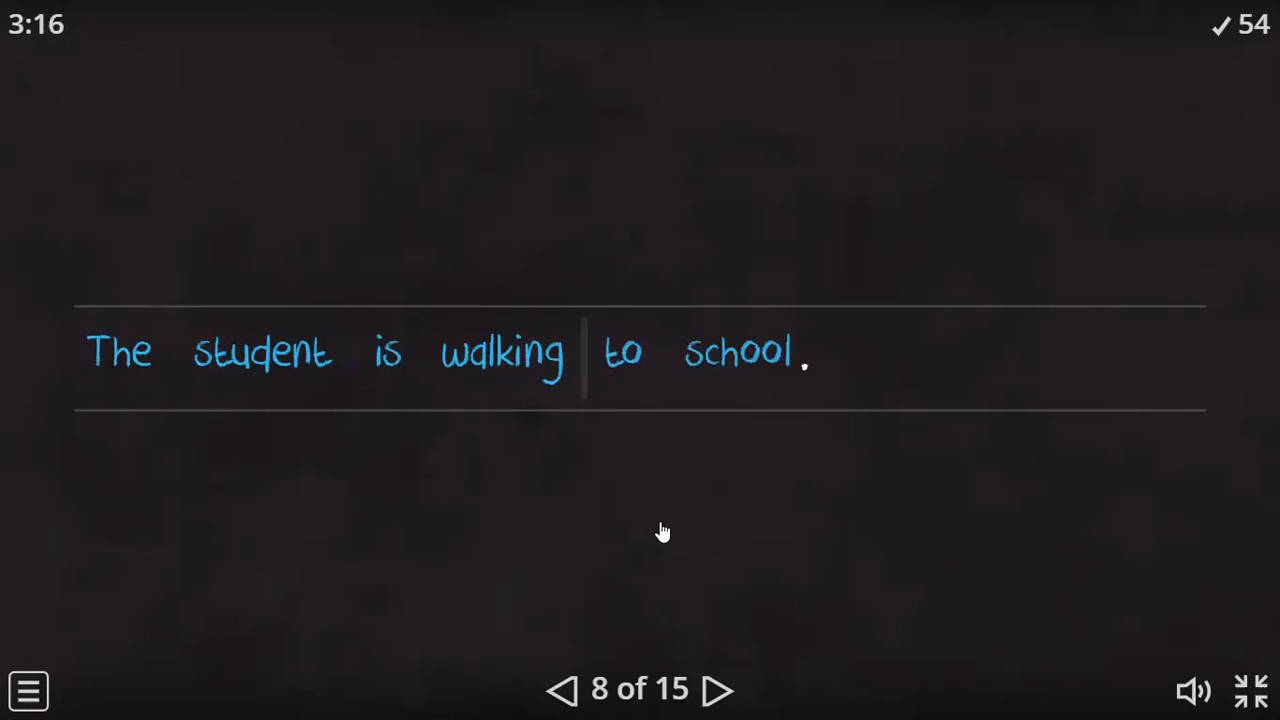 3:16
✓ 54
The student is walking to school.
8 of 15